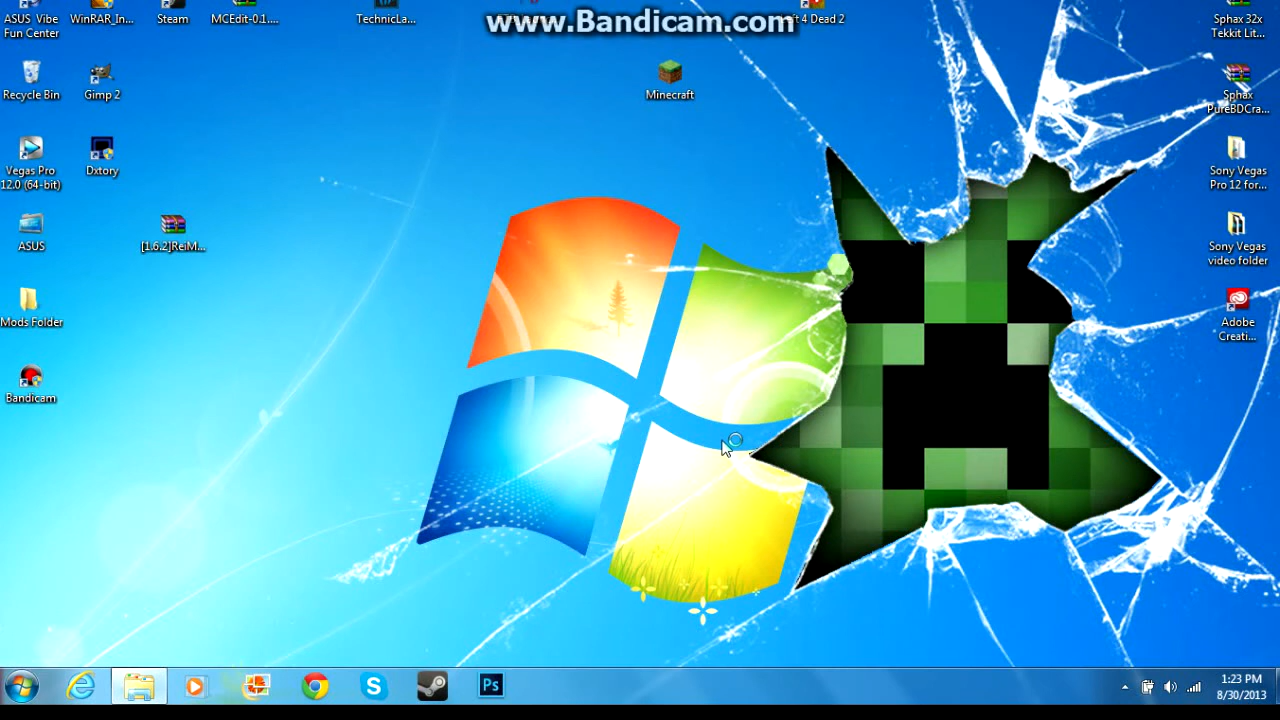 www.Bandicam.com
ASUS Vibe
Fun Center
WinRAR_In...
Steam
MCEdit-0.1....
TechnicLa...
ft 4 Dead 2
Sphax 32x
Tekkit Lit...
Recycle Bin
Gimp 2
Minecraft
Sphax
PureBDCra...
Vegas Pro
12.0 (64-bit)
Dxtory
Sony Vegas
Pro 12 for...
ASUS
[1.6.2]ReiM...
Sony Vegas
video folder
Mods Folder
Adobe
Creati...
Bandicam
S
Ps
1:23 PM
8/30/2013